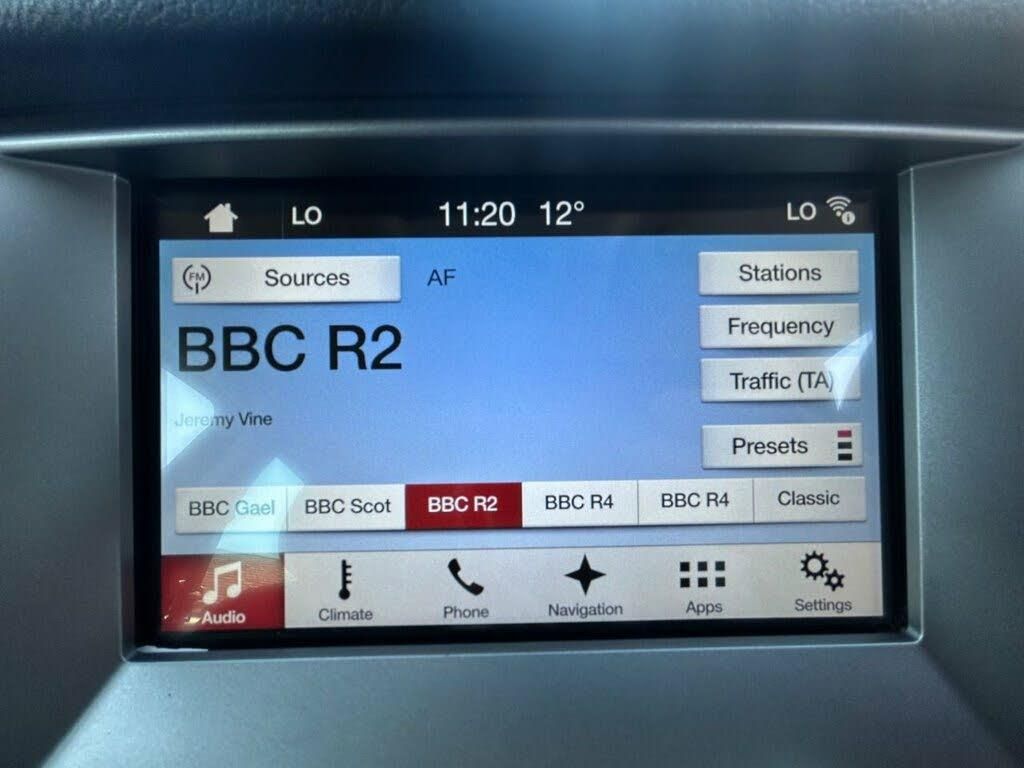 LO 11:20 12° LO
FM Sources AF Stations
BBC R2
Frequency
Traffic (TA)
Jeremy Vine
Presets
BBC Gael BBC Scot BBC R2 BBC R4 BBC R4 Classic
Audio Climate Phone Navigation Apps Settings